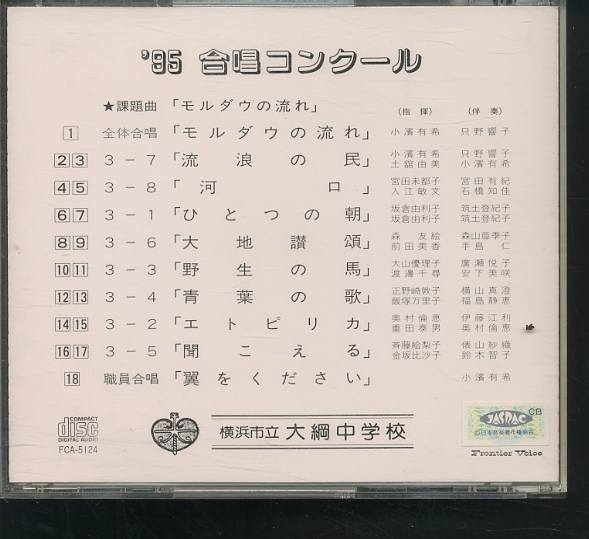 '95 合唱コンクール
★課題曲 「モルダウの流れ」 (指揮) (伴奏)
1 全体合唱 「モルダウの流れ」 小濱有希 只野響子
2 3 3-7 「流浪の民」 小濱有希 只野響子
土舘由美 小濱有希
4 5 3-8 「河口」 宮田未都子 宮田有紀
入江敏文 石橋知佳
6 7 3-1 「ひとつの朝」 坂倉由利子 筑土登紀子
坂倉由利子 筑土登紀子
8 9 3-6 「大地讃頌」 森友絵 森山亜季子
前田美香 手島仁
10 11 3-3 「野生の馬」 大山優理子 廣瀬悦子
渡邊千尋 安下美咲
12 13 3-4 「青葉の歌」 正野崎敦子 横山真澄
飯塚万里子 福島静恵
14 15 3-2 「エトピリカ」 奥村倫恵 伊藤江利
重田泰男 奥村倫恵
16 17 3-5 「聞こえる」 斉藤絵梨子 俵山紗織
金坂比沙子 鈴木智子
18 職員合唱 「翼をください」 小濱有希
COMPACT
disc
DIGITAL AUDIO
FCA-5124
横浜市立 大綱中学校
CB
JASRAC
Frontier Voice